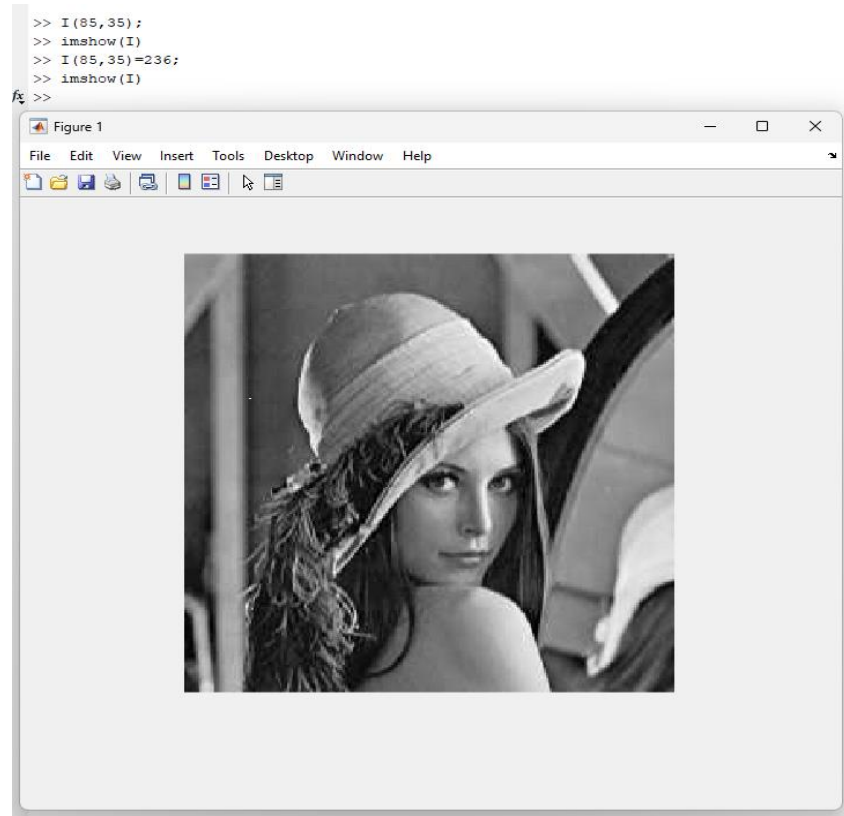 >> I(85,35);
>> imshow(I)
>> I(85,35)=236;
>> imshow(I)
fx >>
Figure 1
File Edit View Insert Tools Desktop Window Help